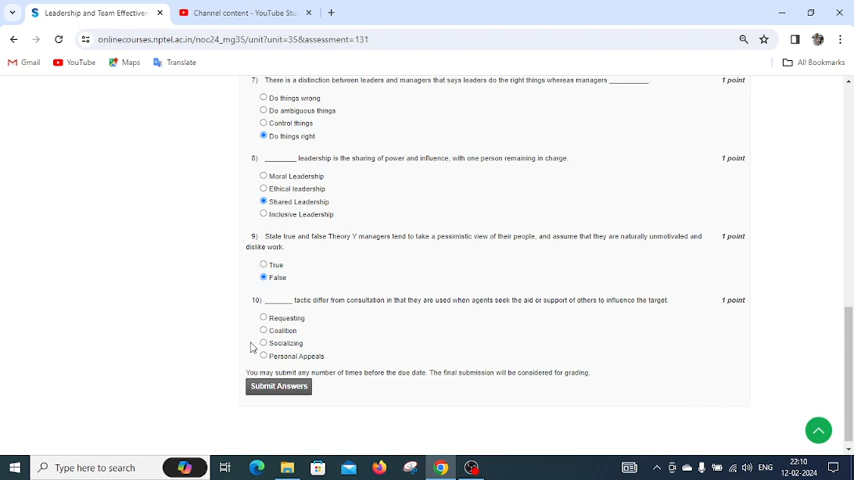 Leadership and Team Effective
Channel content - YouTube Stu
onlinecourses.nptel.ac.in/noc24_mg35/unit?unit=35&assessment=131
Gmail
YouTube
Maps
Translate
All Bookmarks
7) There is a distinction between leaders and managers that says leaders do the right things whereas managers __________. 1 point
Do things wrong
Do ambiguous things
Control things
Do things right
8) ________ leadership is the sharing of power and influence, with one person remaining in charge. 1 point
Moral Leadership
Ethical leadership
Shared Leadership
Inclusive Leadership
9) State true and false Theory Y managers tend to take a pessimistic view of their people, and assume that they are naturally unmotivated and 1 point
dislike work.
True
False
10) _______ tactic differ from consultation in that they are used when agents seek the aid or support of others to influence the target. 1 point
Requesting
Coalition
Socializing
Personal Appeals
You may submit any number of times before the due date. The final submission will be considered for grading.
Submit Answers
Type here to search
ENG
22:10
12-02-2024